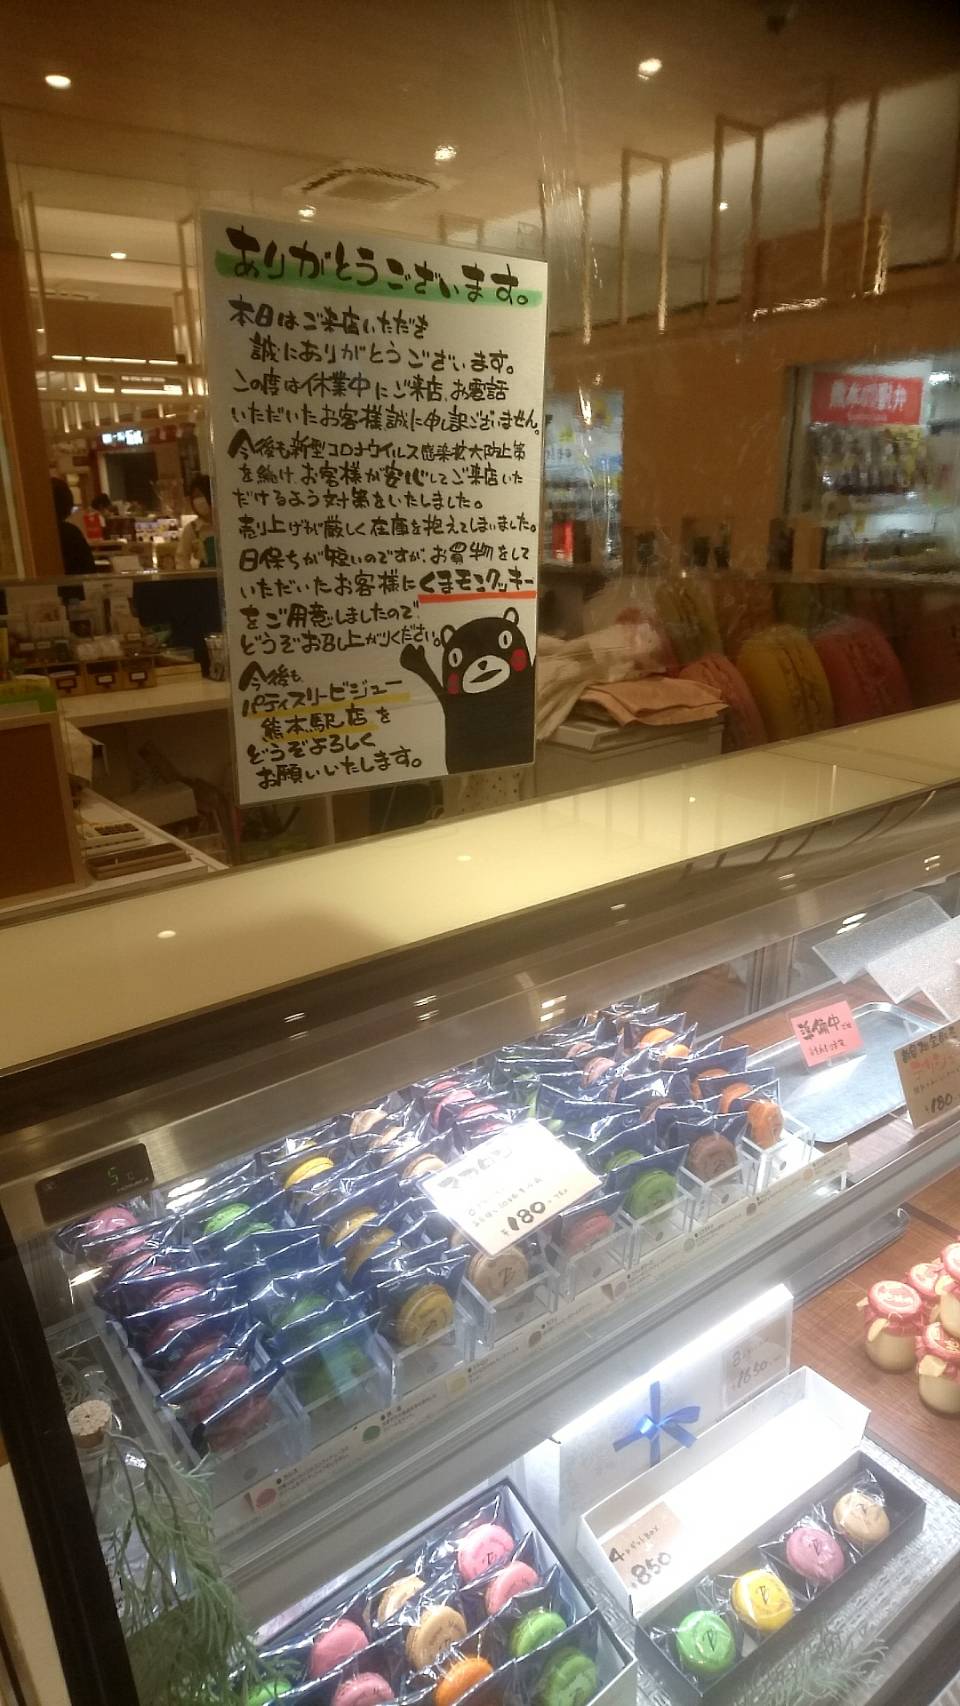 ありがとうございます。
本日はご来店いただき
誠にありがとうございます。
この度は休業中にご来店、お電話
いただいたお客様誠に申し訳ございません。
今後も新型コロナウイルス感染拡大防止策
を続け、お客様が安心してご来店いた
だけるよう対策をいたしました。
売り上げが厳しく在庫を抱えてしまいました。
日保ちが短いのですが、お買物をして
いただいたお客様にくまモンクッキー
をご用意しましたので
どうぞお召し上がりください。
今後も
パティスリービジュー
熊本駅店を
どうぞよろしく
お願いいたします。
熊本の駅弁
5℃
準備中
¥180
マカロン
¥180
8
¥1650
4
BOX
¥850